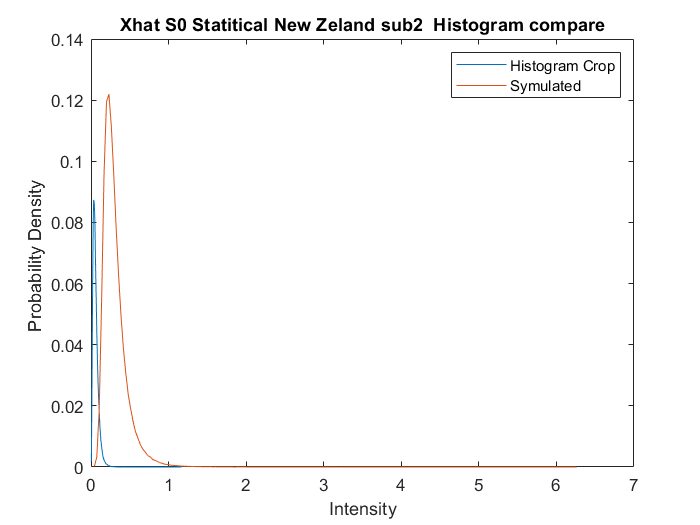 Xhat S0 Statitical New Zeland sub2  Histogram compare
Histogram Crop
Symulated
Probability Density
0.14
0.12
0.1
0.08
0.06
0.04
0.02
0
0 1 2 3 4 5 6 7
Intensity